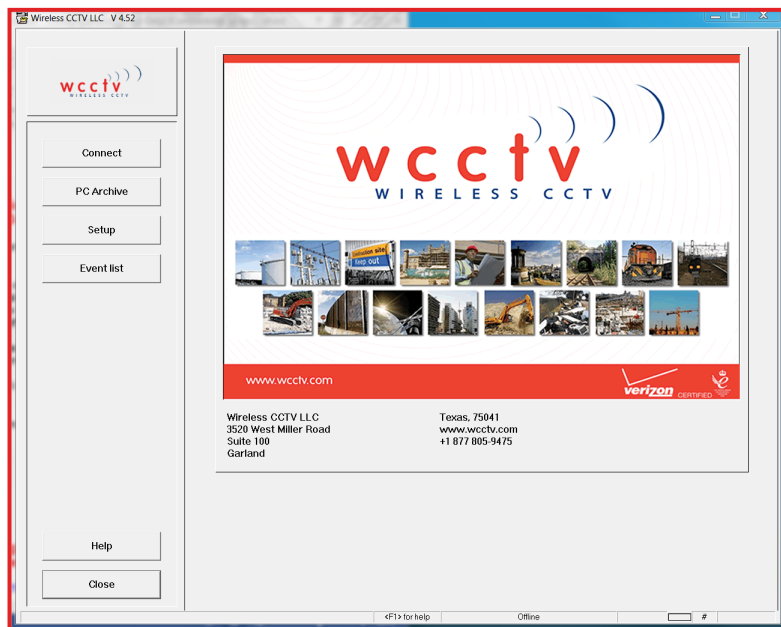 Wireless CCTV LLC V 4.52
wcctv
WIRELESS CCTV
Connect
PC Archive
Setup
Event list
Help
Close
wcctv
WIRELESS CCTV
Construction site
Keep out
www.wcctv.com
verizon CERTIFIED
Wireless CCTV LLC
3520 West Miller Road
Suite 100
Garland
Texas, 75041
www.wcctv.com
+1 877 805-9475
<F1> for help
Offline
#